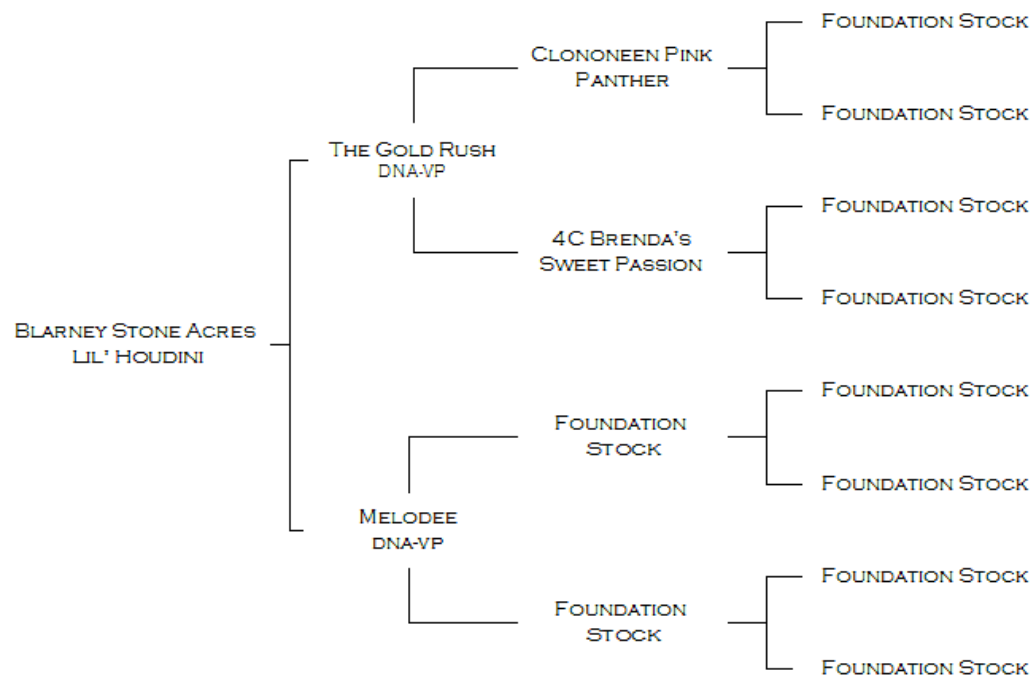 Foundation Stock
Clononeen Pink
Panther
Foundation Stock
The Gold Rush
DNA-VP
Foundation Stock
4C Brenda's
Sweet Passion
Foundation Stock
Blarney Stone Acres
Lil' Houdini
Foundation Stock
Foundation
Stock
Foundation Stock
Melodee
DNA-VP
Foundation Stock
Foundation
Stock
Foundation Stock